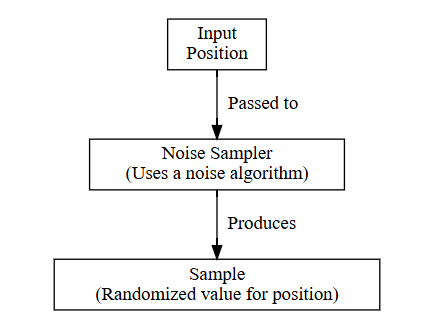 Input
Position
Passed to
Noise Sampler
(Uses a noise algorithm)
Produces
Sample
(Randomized value for position)